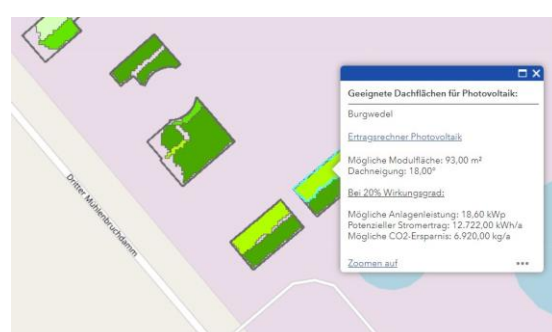 Geeignete Dachflächen für Photovoltaik:
Burgwedel
Ertragsrechner Photovoltaik
Mögliche Modulfläche: 93,00 m²
Dachneigung: 18,00°
Bei 20% Wirkungsgrad:
Mögliche Anlagenleistung: 18,60 kWp
Potenzieller Stromertrag: 12.722,00 kWh/a
Mögliche CO2-Ersparnis: 6.920,00 kg/a
Zoomen auf
Dritter Mühlenbruchdamm